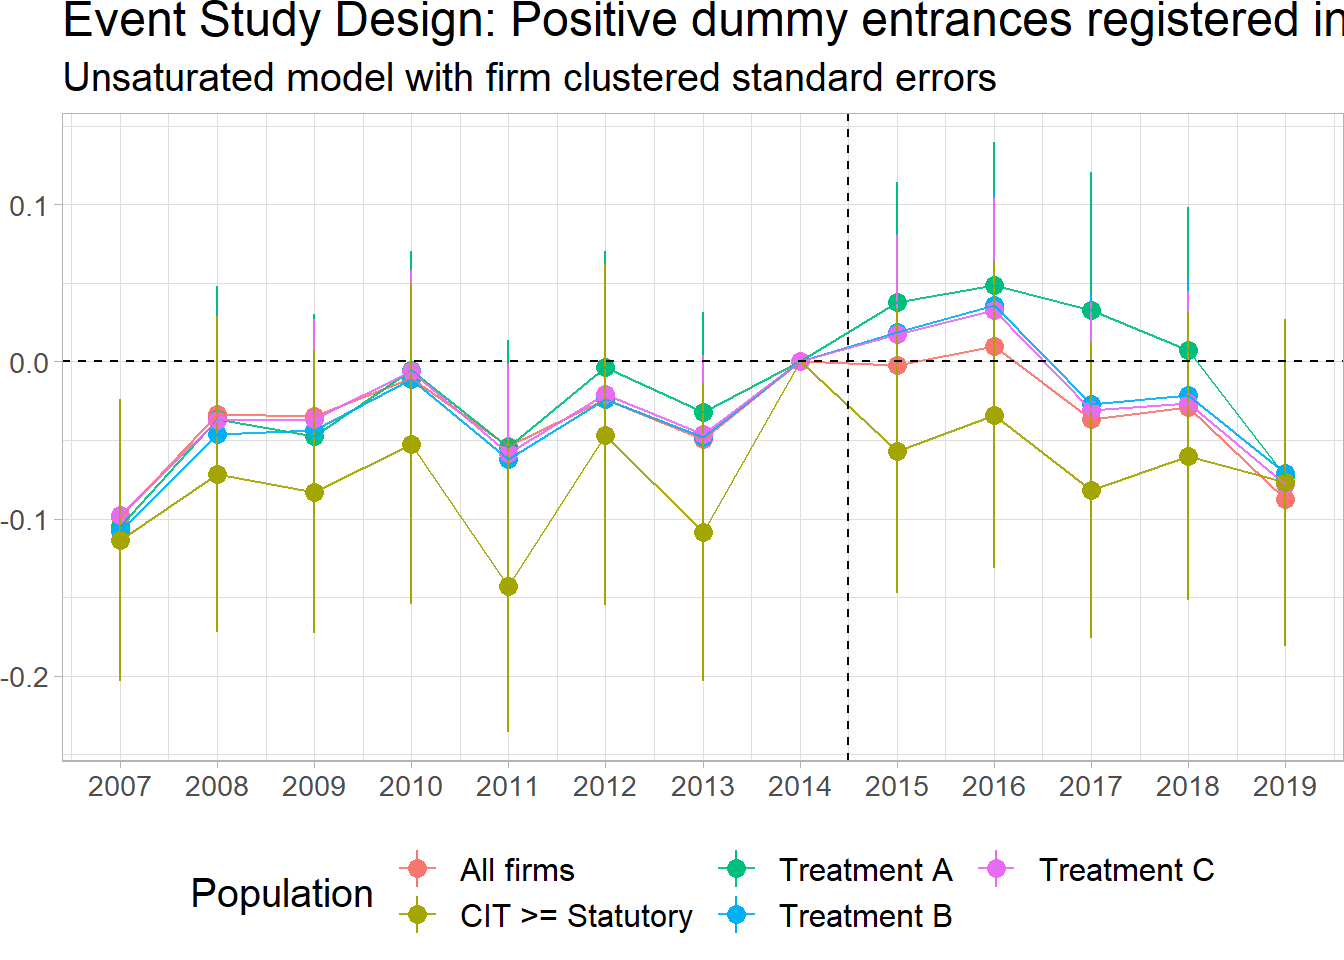 Event Study Design: Positive dummy entrances registered in
Unsaturated model with firm clustered standard errors
0.1
0.0
-0.1
-0.2
2007 2008 2009 2010 2011 2012 2013 2014 2015 2016 2017 2018 2019
Population
All firms
CIT >= Statutory
Treatment A
Treatment B
Treatment C